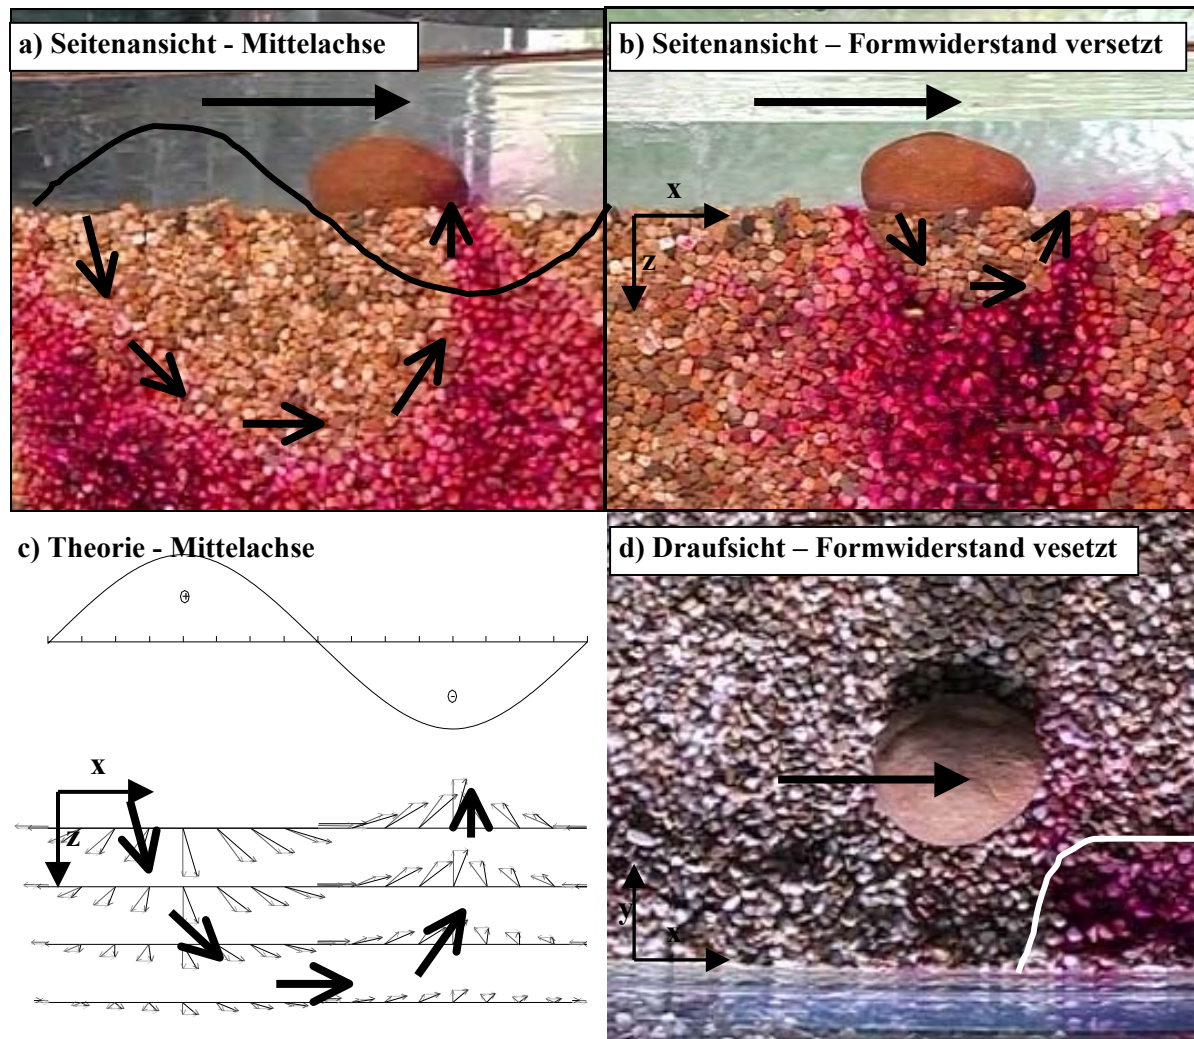 a) Seitenansicht - Mittelachse
b) Seitenansicht – Formwiderstand versetzt
x
z
c) Theorie - Mittelachse
+
-
x
z
d) Draufsicht – Formwiderstand vesetzt
y
x